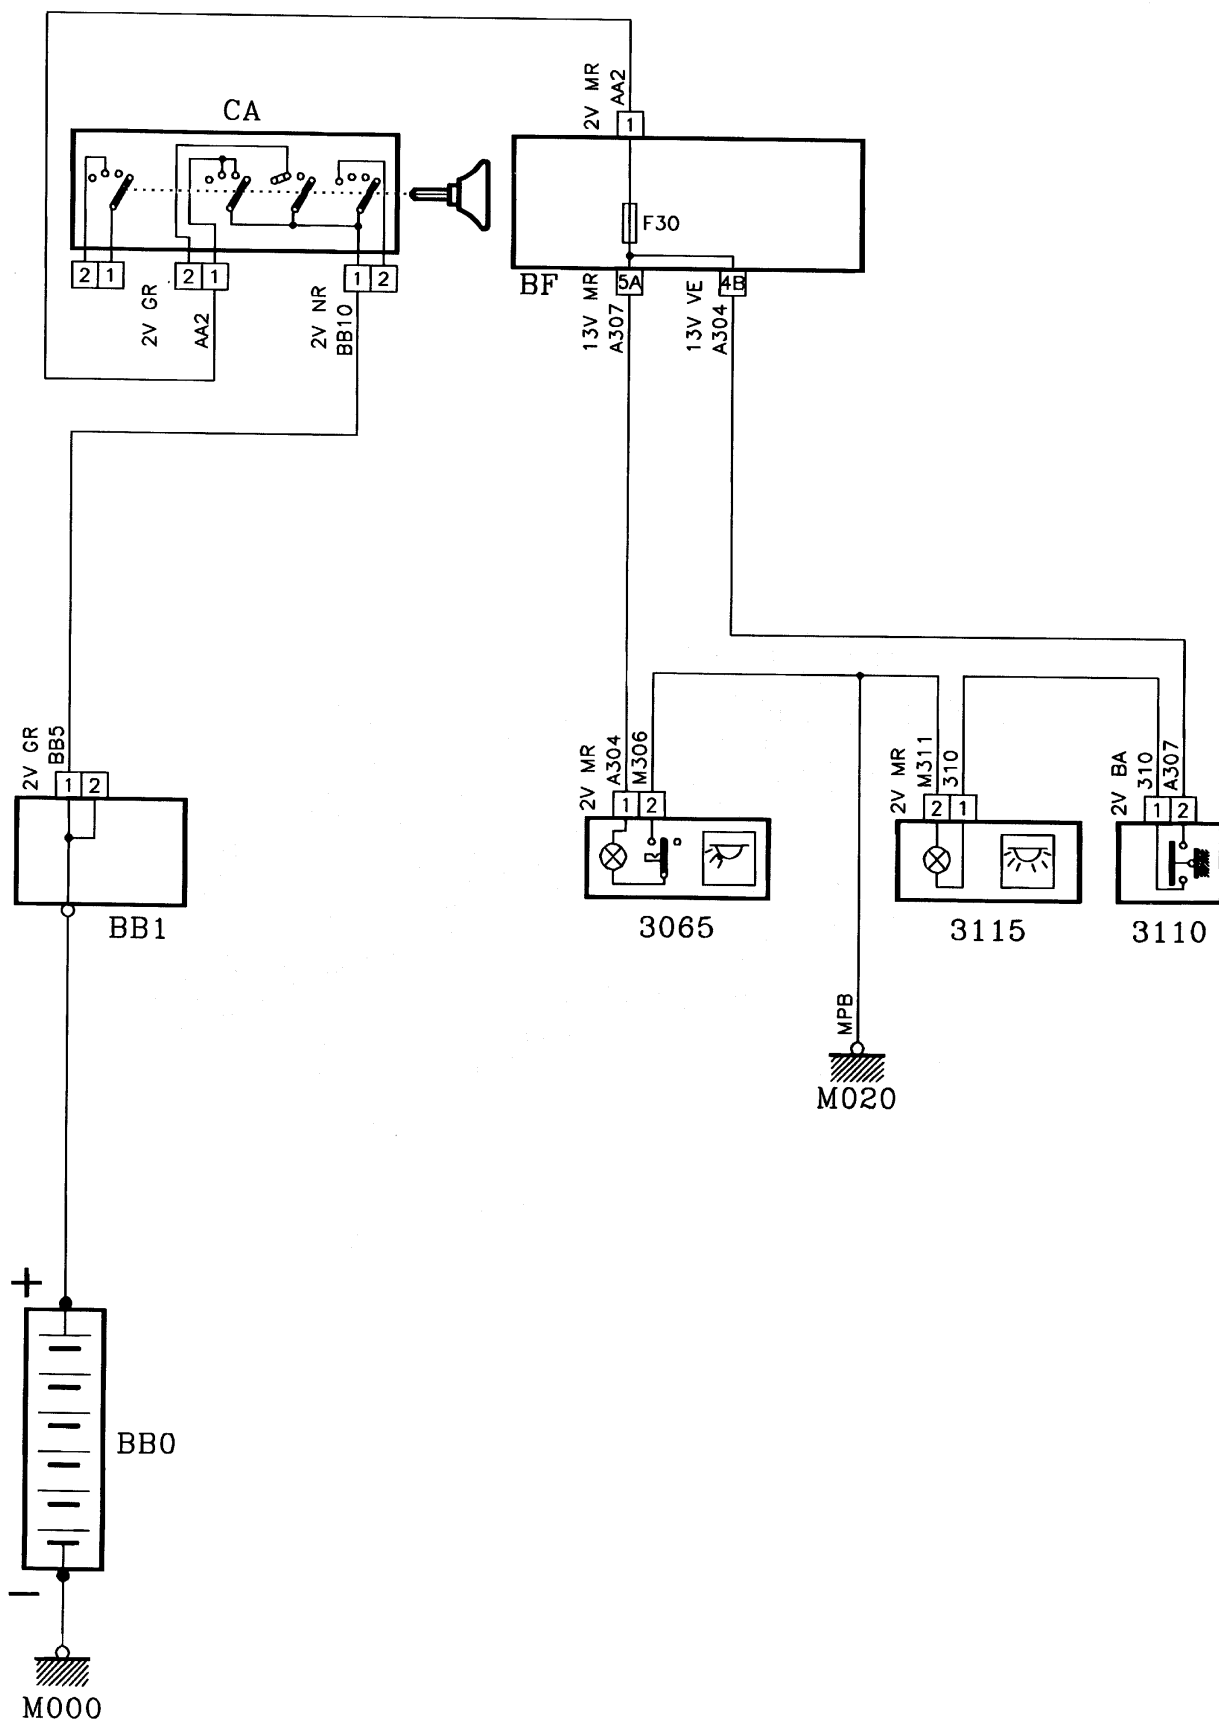 2V MR
AA2
1
CA
2 1
2 1
1 2
2V GR
AA2
2V NR
BB10
F30
BF
5A
4B
13V MR
A307
13V VE
A304
2V GR
BB5
1 2
BB1
2V MR
A304
M306
1 2
3065
2V MR
M311
310
2 1
3115
2V BA
310
A307
1 2
3110
MPB
M020
+
BB0
−
M000